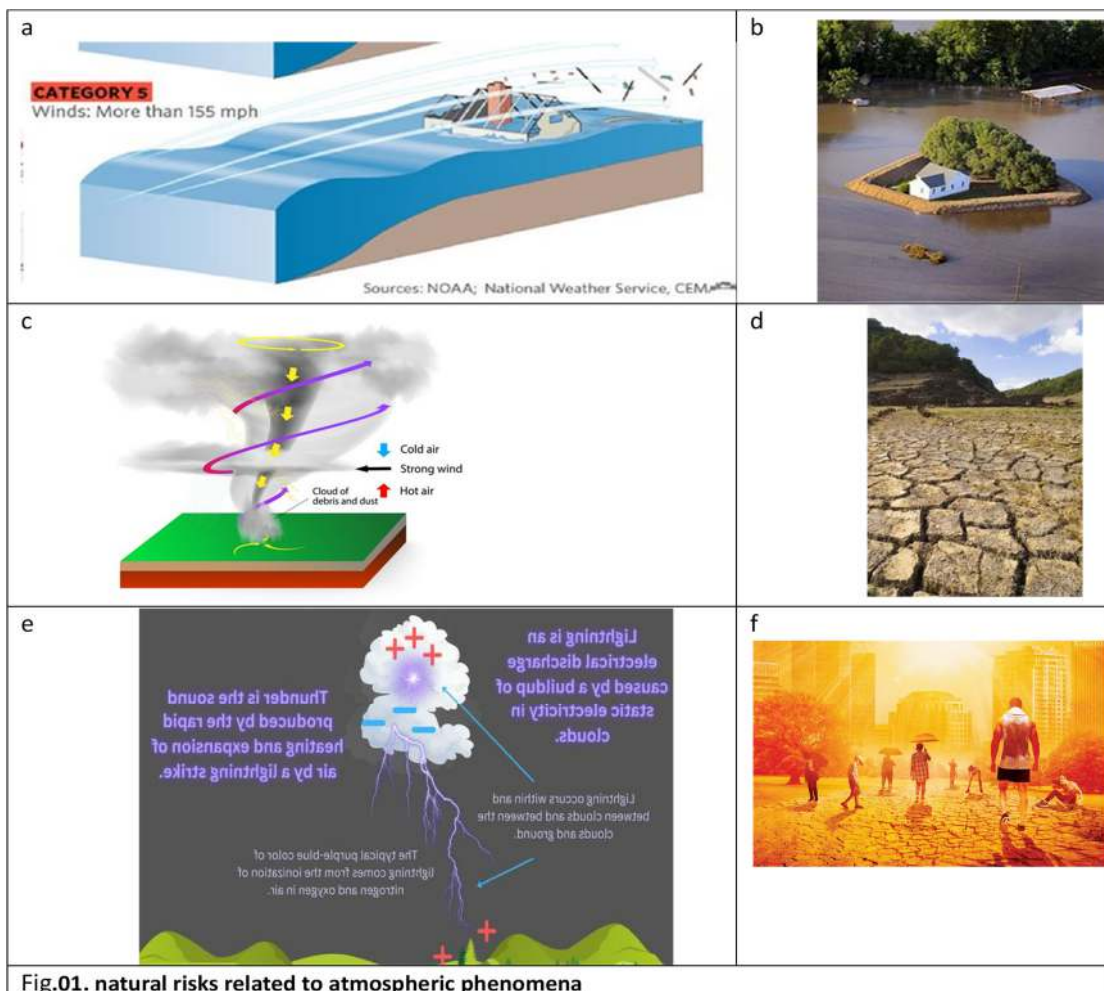 a
CATEGORY 5
Winds: More than 155 mph
Sources: NOAA; National Weather Service, CEMA
b
c
Cold air
Strong wind
Cloud of
debris and dust
Hot air
d
e
Lightning is an
electrical discharge
caused by a buildup of
static electricity in
clouds.
Thunder is the sound
produced by the rapid
heating and expansion of
air by a lightning strike.
Lightning occurs within and
between clouds and between the
clouds and ground.
The typical purple-blue color of
lightning comes from the ionization of
nitrogen and oxygen in air.
f
Fig.01. natural risks related to atmospheric phenomena